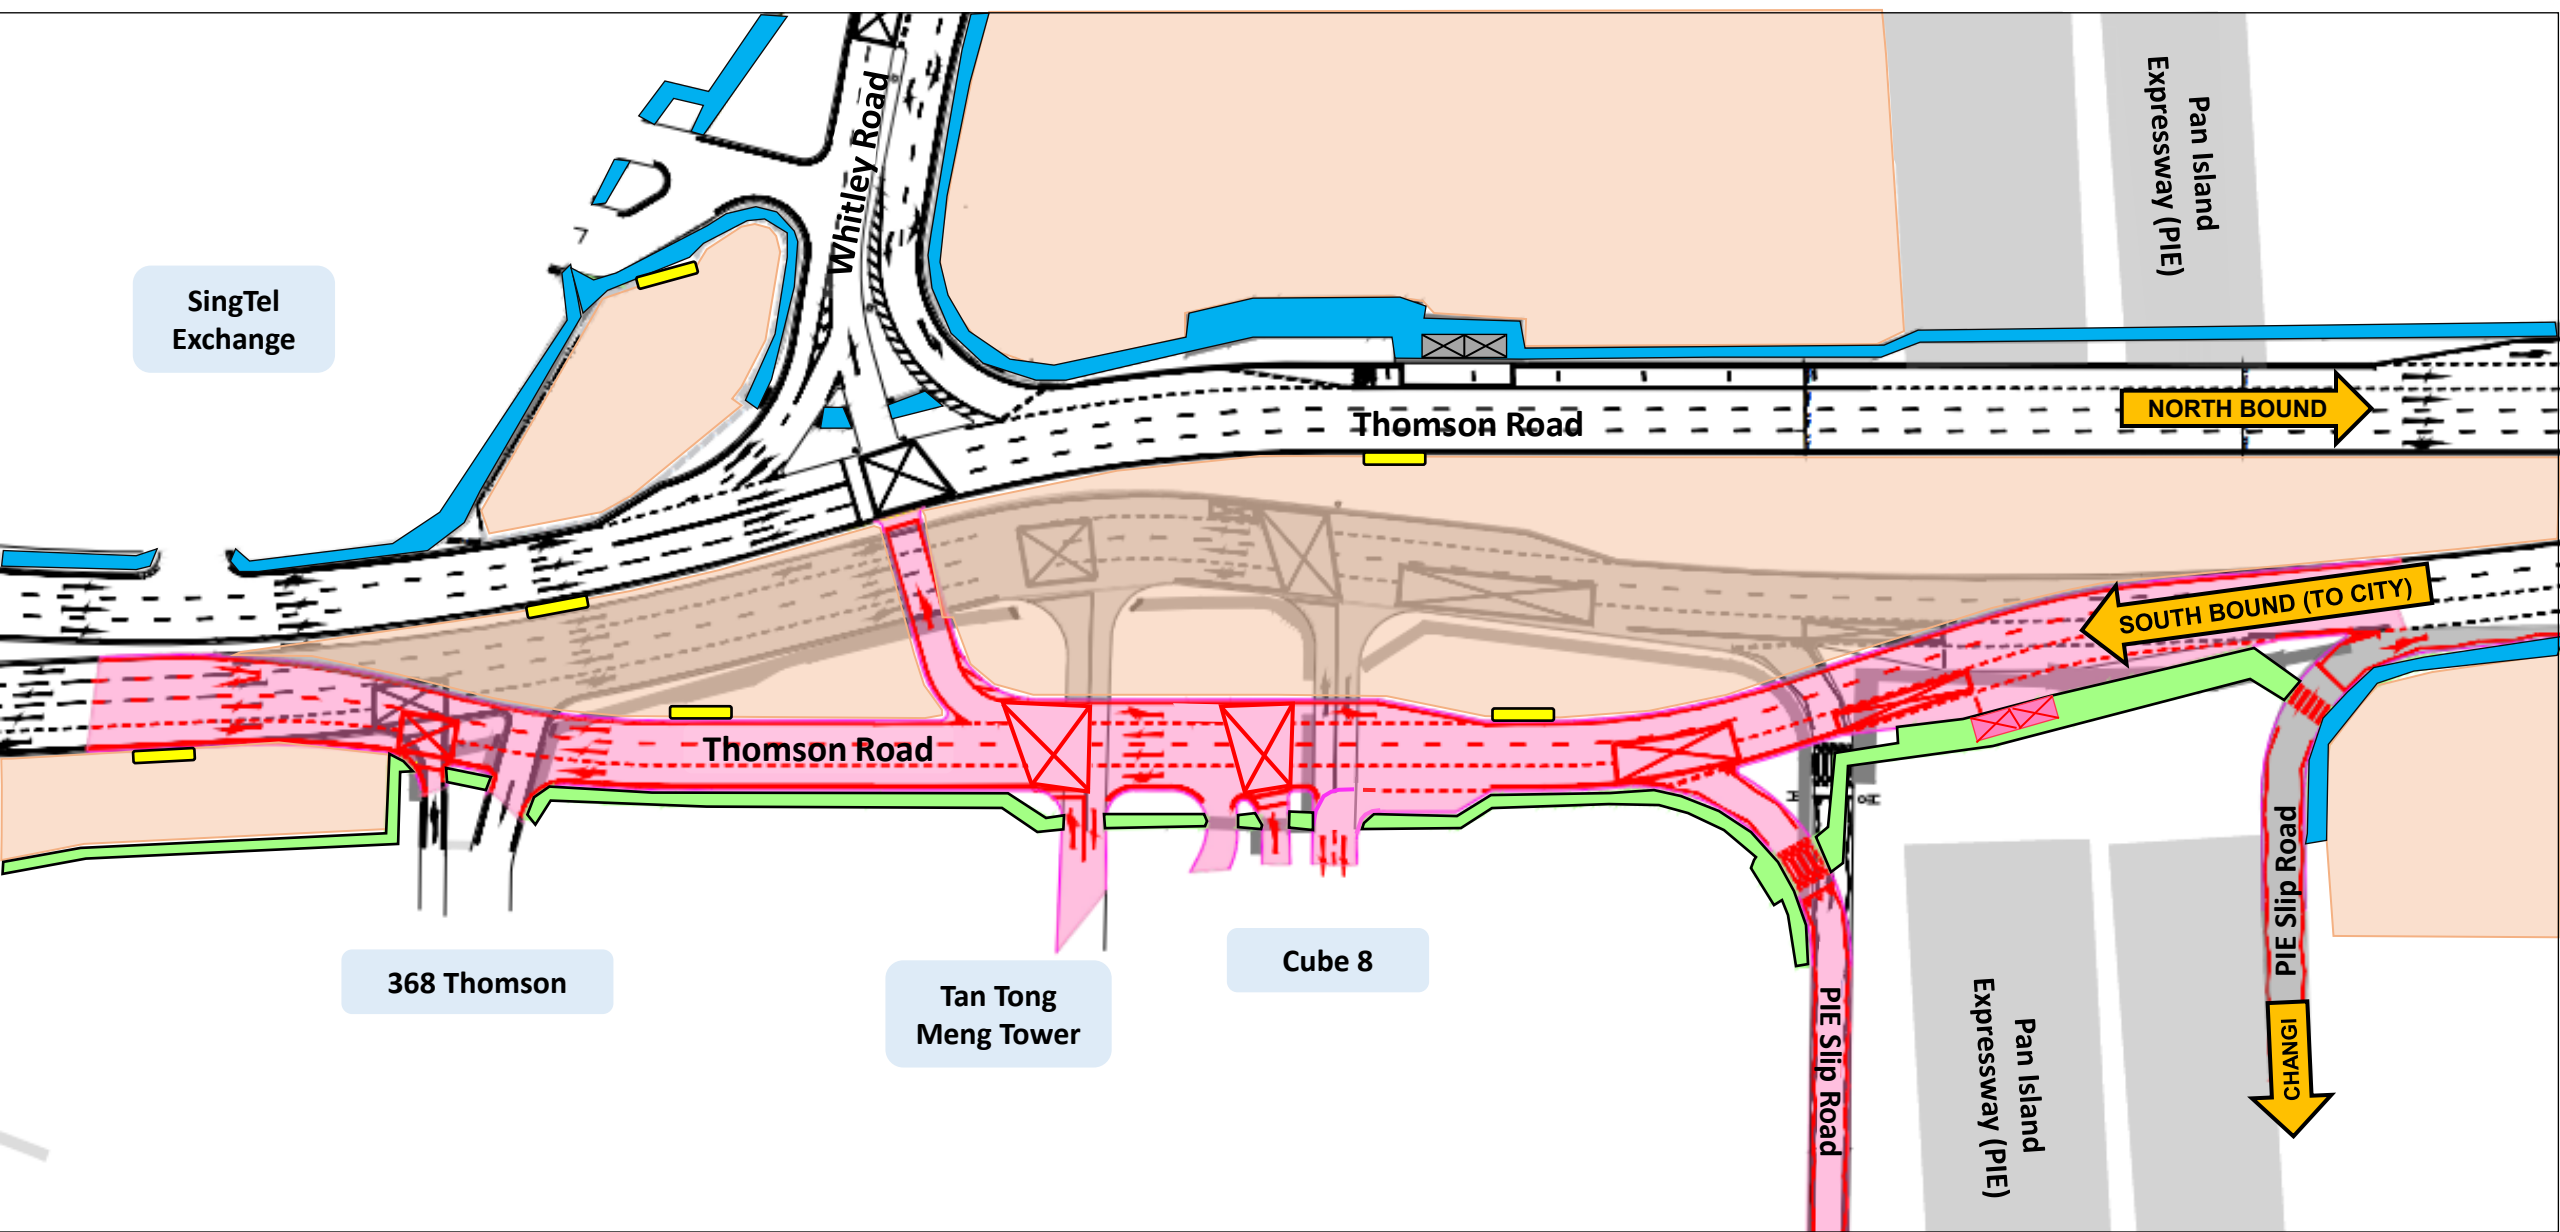 Whitley Road
Pan Island
Expressway (PIE)
SingTel
Exchange
Thomson Road
NORTH BOUND
SOUTH BOUND (TO CITY)
Thomson Road
368 Thomson
Tan Tong
Meng Tower
Cube 8
PIE Slip Road
Pan Island
Expressway (PIE)
PIE Slip Road
CHANGI